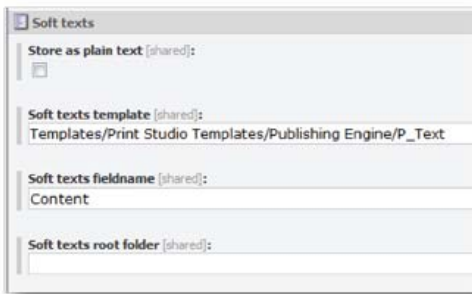 Soft texts
Store as plain text [shared]:
Soft texts template [shared]:
Templates/Print Studio Templates/Publishing Engine/P_Text
Soft texts fieldname [shared]:
Content
Soft texts root folder [shared]: